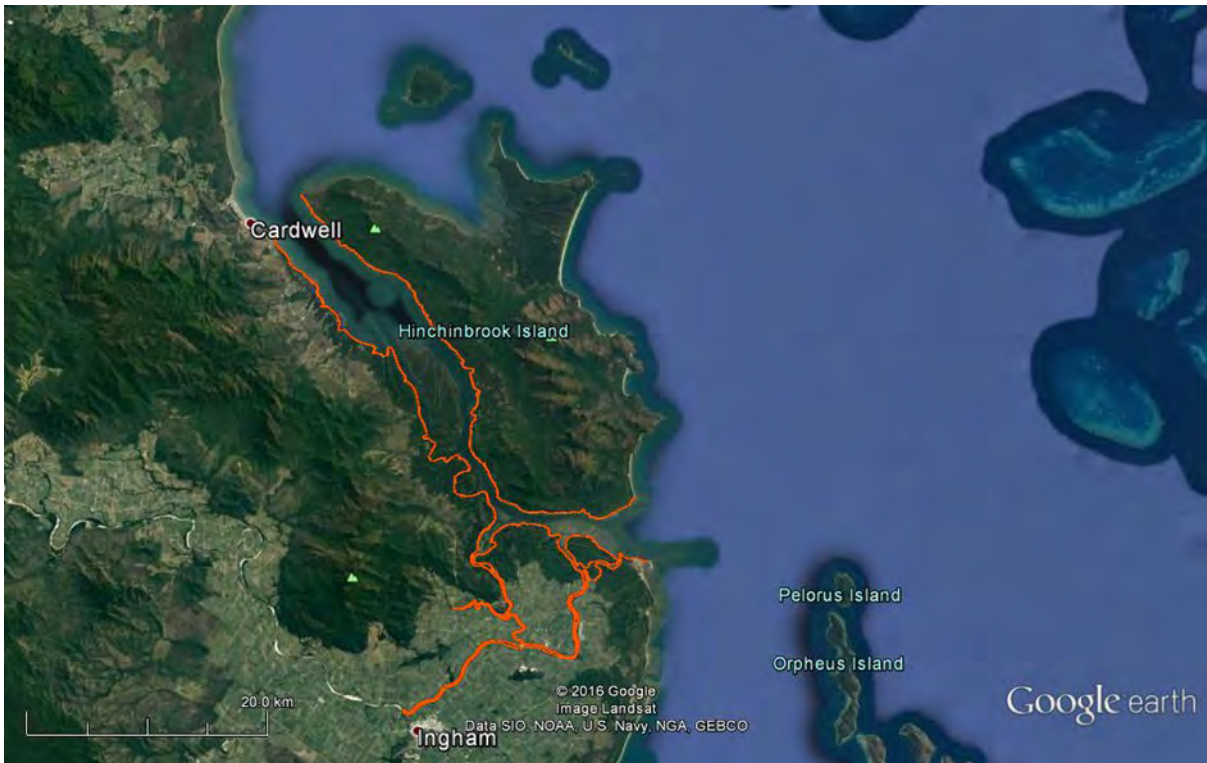 Cardwell
Hinchinbrook Island
Pelorus Island
Orpheus Island
20.0 km
© 2016 Google
Image Landsat
Data SIO, NOAA, U.S. Navy, NGA, GEBCO
Google earth
Ingham